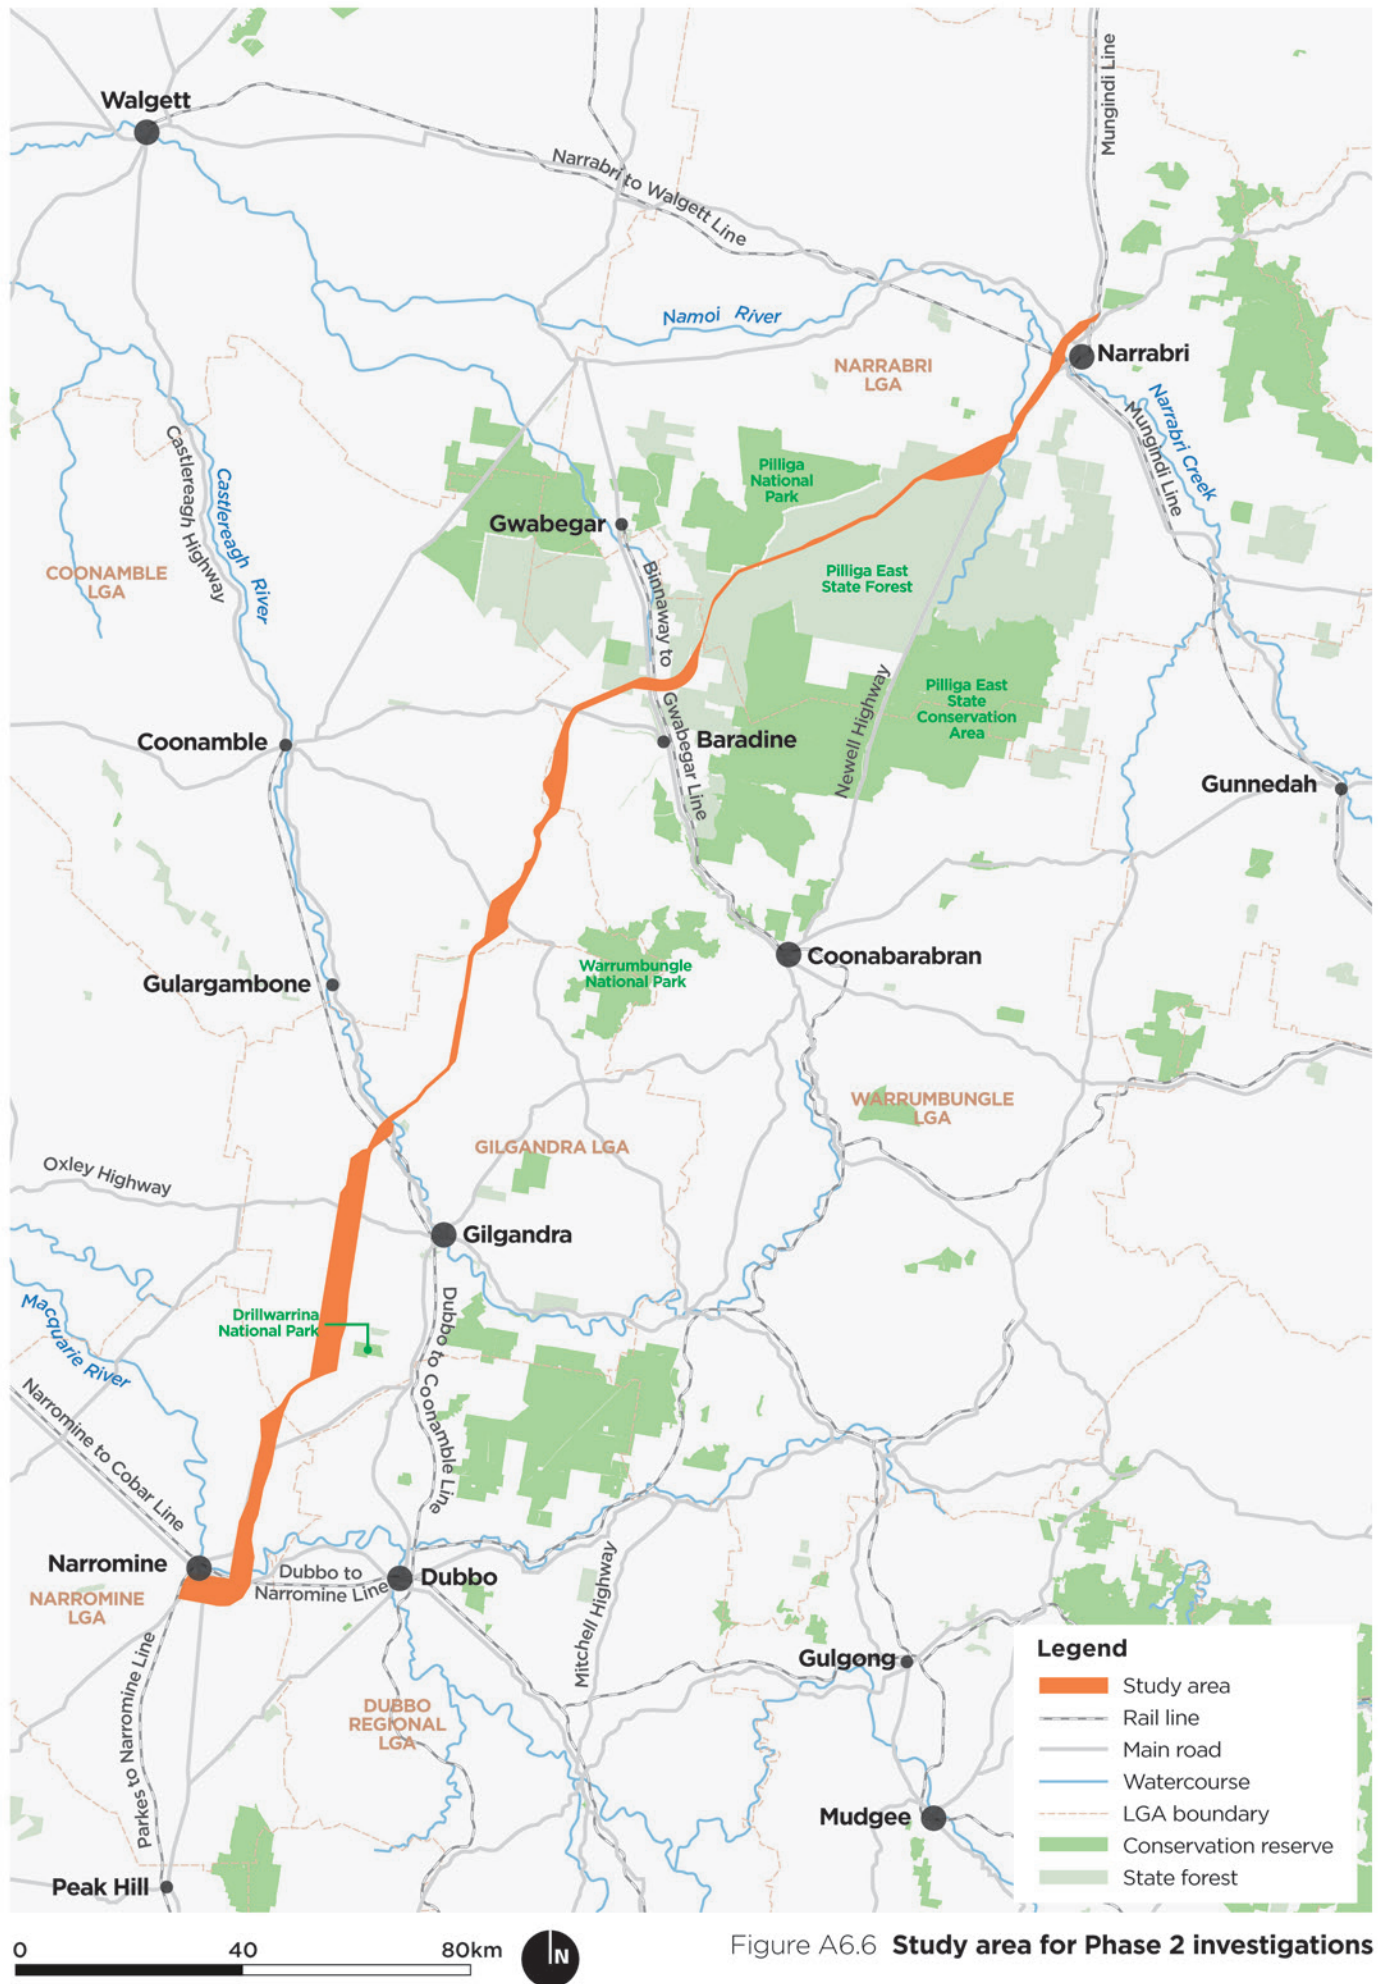 Walgett
Mungindi Line
Narrabri to Walgett Line
Namoi River
NARRABRI
LGA
Narrabri
Narrabri Creek
Mungindi Line
Castlereagh Highway
Castlereagh River
Pilliga
National
Park
Gwabegar
COONAMBLE
LGA
Binnaway to
Gwabegar Line
Pilliga East
State Forest
Newell Highway
Pilliga East
State
Conservation
Area
Coonamble
Baradine
Gunnedah
Gulargambone
Warrumbungle
National Park
Coonabarabran
WARRUMBUNGLE
LGA
GILGANDRA LGA
Oxley Highway
Gilgandra
Macquarie River
Drillwarrina
National Park
Dubbo to Coonamble Line
Narromine to Cobar Line
Narromine
Dubbo to
Narromine Line
Dubbo
NARROMINE
LGA
Mitchell Highway
Parkes to Narromine Line
DUBBO
REGIONAL
LGA
Gulgong
Mudgee
Peak Hill
Legend
Study area
Rail line
Main road
Watercourse
LGA boundary
Conservation reserve
State forest
0 40 80km
N
Figure A6.6 Study area for Phase 2 investigations